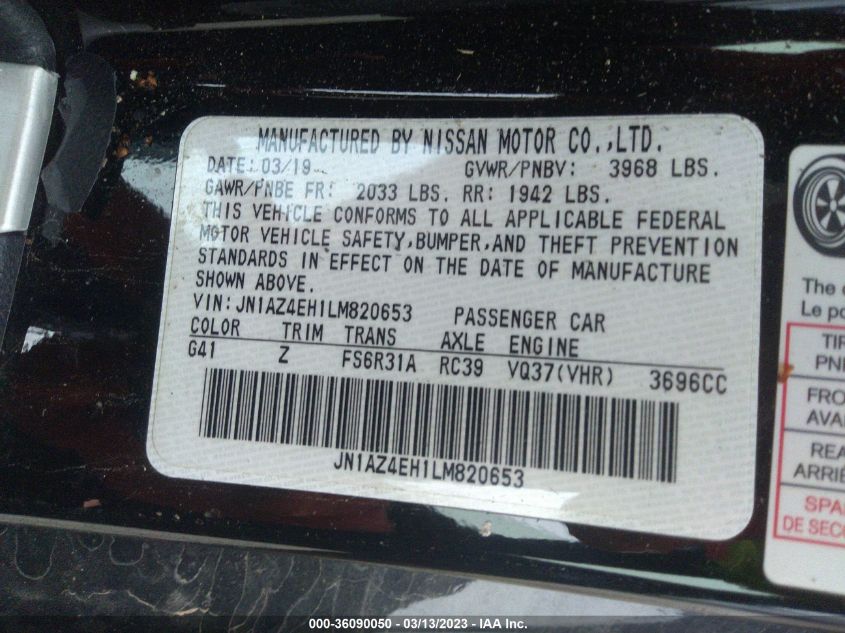 MANUFACTURED BY NISSAN MOTOR CO.,LTD.
DATE: 03/19 GVWR/PNBV: 3968 LBS.
GAWR/PNBE FR: 2033 LBS. RR: 1942 LBS.
THIS VEHICLE CONFORMS TO ALL APPLICABLE FEDERAL
MOTOR VEHICLE SAFETY,BUMPER,AND THEFT PREVENTION
STANDARDS IN EFFECT ON THE DATE OF MANUFACTURE
SHOWN ABOVE.
VIN:JN1AZ4EH1LM820653 PASSENGER CAR
COLOR TRIM TRANS AXLE ENGINE
G41 Z FS6R31A RC39 VQ37(VHR) 3696CC
JN1AZ4EH1LM820653
The
Le
TIR
PN
FRO
AVA
REA
ARRIÈ
SPA
DE SECO
000-36090050 - 03/13/2023 - IAA Inc.